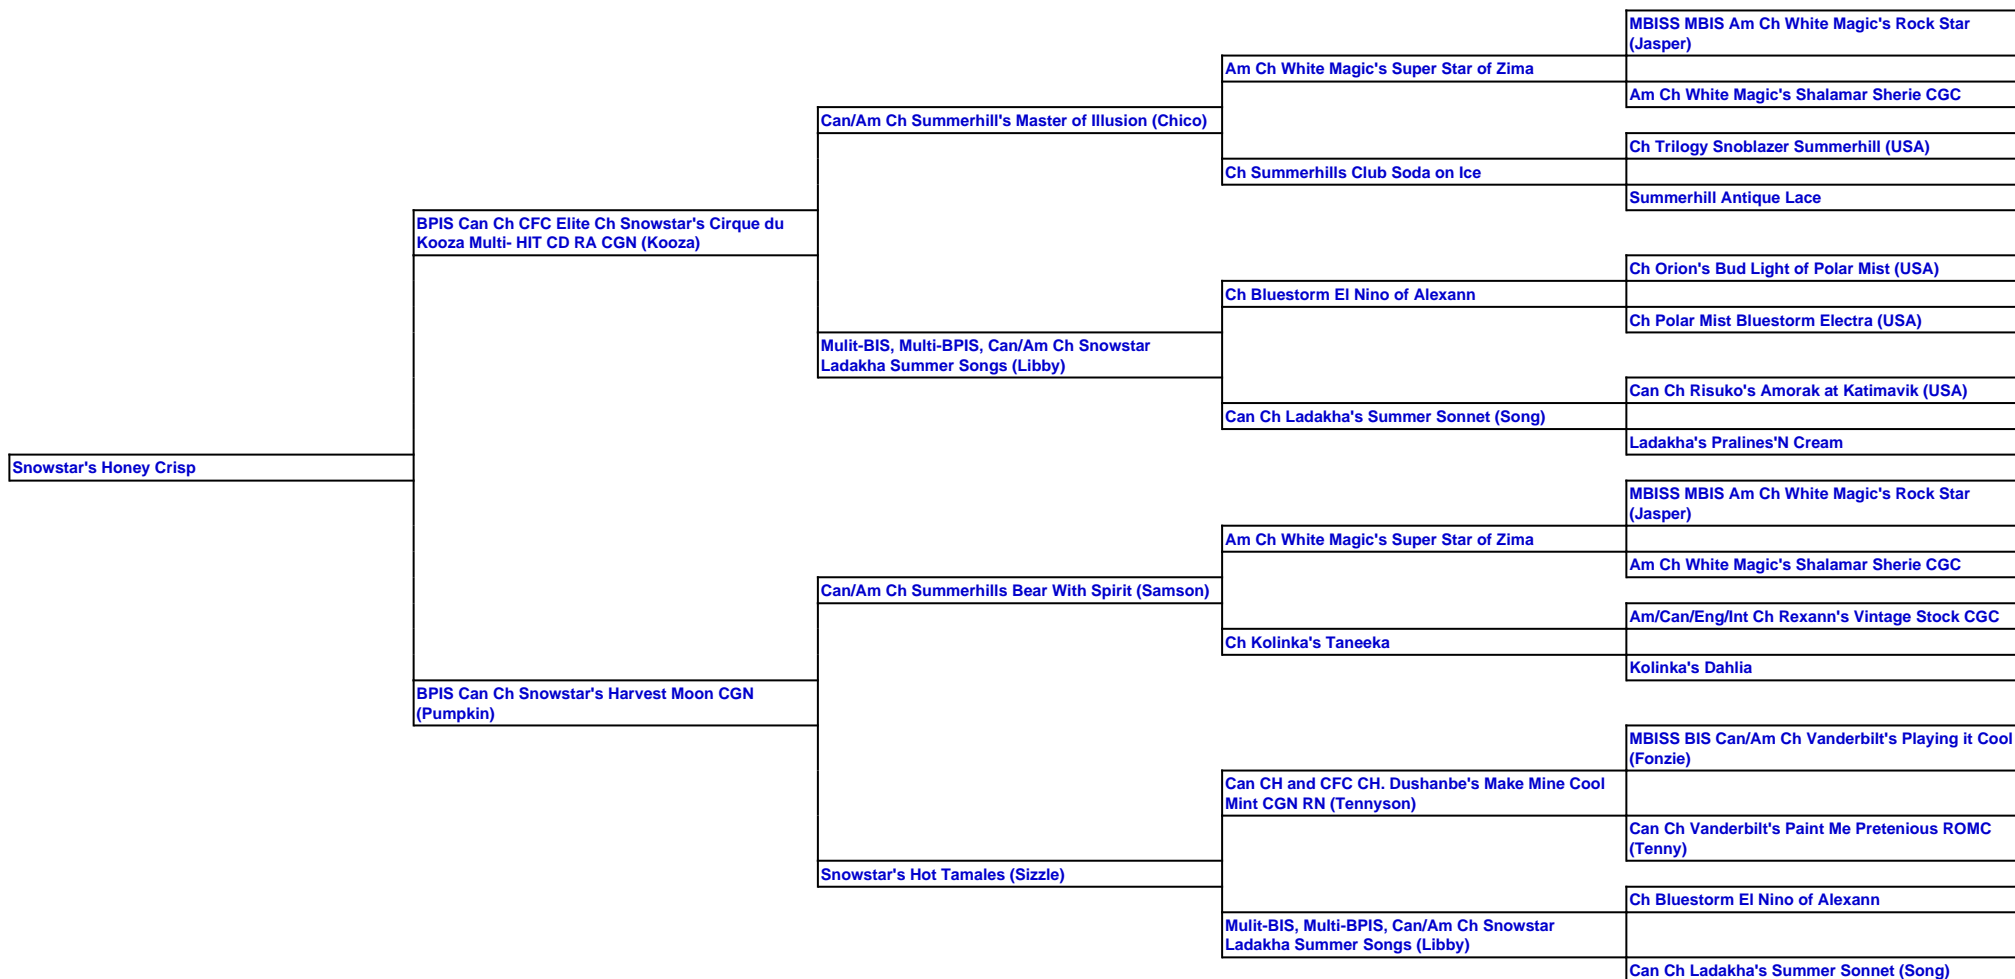 MBISS MBIS Am Ch White Magic's Rock Star
(Jasper)
Am Ch White Magic's Super Star of Zima
Am Ch White Magic's Shalamar Sherie CGC
Can/Am Ch Summerhill's Master of Illusion (Chico)
Ch Trilogy Snoblazer Summerhill (USA)
Ch Summerhills Club Soda on Ice
Summerhill Antique Lace
BPIS Can Ch CFC Elite Ch Snowstar's Cirque du
Kooza Multi- HIT CD RA CGN (Kooza)
Ch Orion's Bud Light of Polar Mist (USA)
Ch Bluestorm El Nino of Alexann
Ch Polar Mist Bluestorm Electra (USA)
Mulit-BIS, Multi-BPIS, Can/Am Ch Snowstar
Ladakha Summer Songs (Libby)
Can Ch Risuko's Amorak at Katimavik (USA)
Can Ch Ladakha's Summer Sonnet (Song)
Ladakha's Pralines'N Cream
Snowstar's Honey Crisp
MBISS MBIS Am Ch White Magic's Rock Star
(Jasper)
Am Ch White Magic's Super Star of Zima
Am Ch White Magic's Shalamar Sherie CGC
Can/Am Ch Summerhills Bear With Spirit (Samson)
Am/Can/Eng/Int Ch Rexann's Vintage Stock CGC
Ch Kolinka's Taneeka
Kolinka's Dahlia
BPIS Can Ch Snowstar's Harvest Moon CGN
(Pumpkin)
MBISS BIS Can/Am Ch Vanderbilt's Playing it Cool
(Fonzie)
Can CH and CFC CH. Dushanbe's Make Mine Cool
Mint CGN RN (Tennyson)
Can Ch Vanderbilt's Paint Me Pretenious ROMC
(Tenny)
Snowstar's Hot Tamales (Sizzle)
Ch Bluestorm El Nino of Alexann
Mulit-BIS, Multi-BPIS, Can/Am Ch Snowstar
Ladakha Summer Songs (Libby)
Can Ch Ladakha's Summer Sonnet (Song)